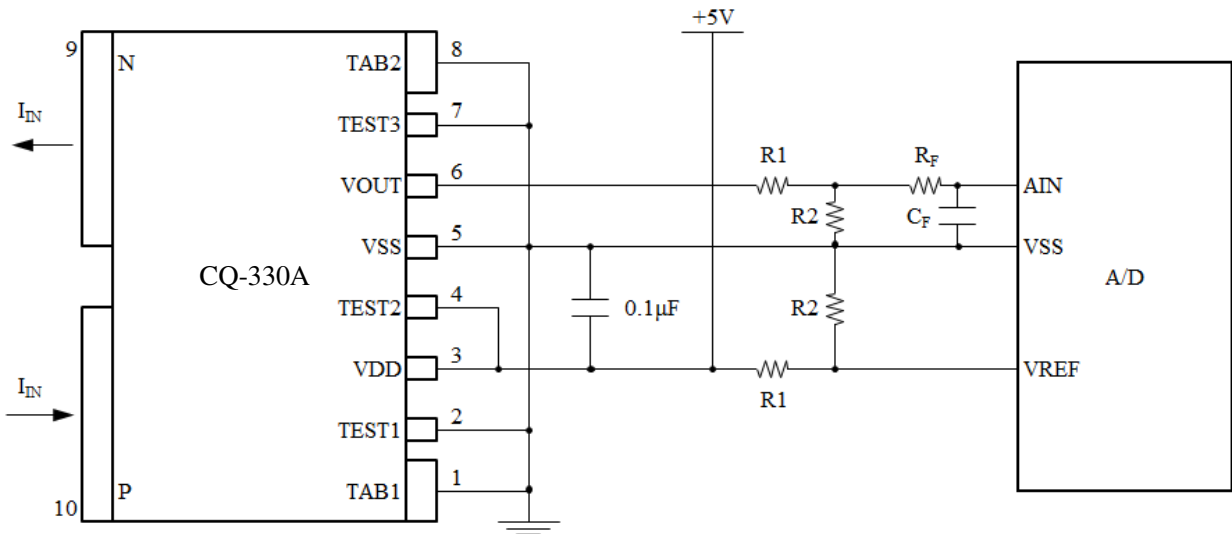 +5V
9
N
TAB2
8
I_IN
TEST3
7
VOUT
6
R1
R_F
AIN
R2
C_F
VSS
5
VSS
CQ-330A
A/D
TEST2
4
0.1μF
R2
VDD
3
VREF
I_IN
R1
TEST1
2
TAB1
1
10
P